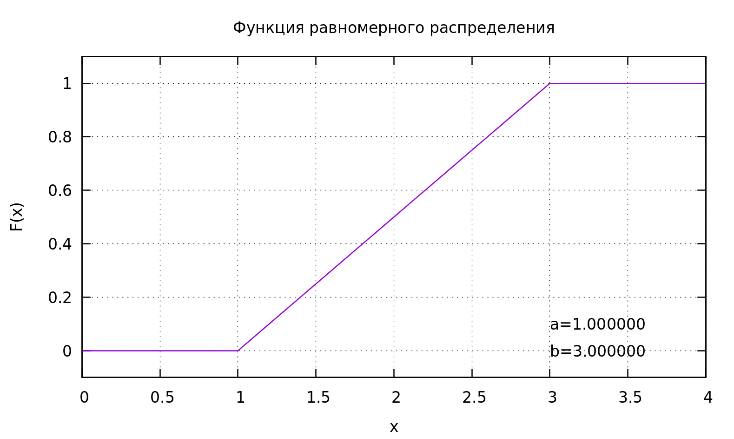 Функция равномерного распределения
1
0.8
0.6
0.4
0.2
0
F(x)
a=1.000000
b=3.000000
0 0.5 1 1.5 2 2.5 3 3.5 4
x